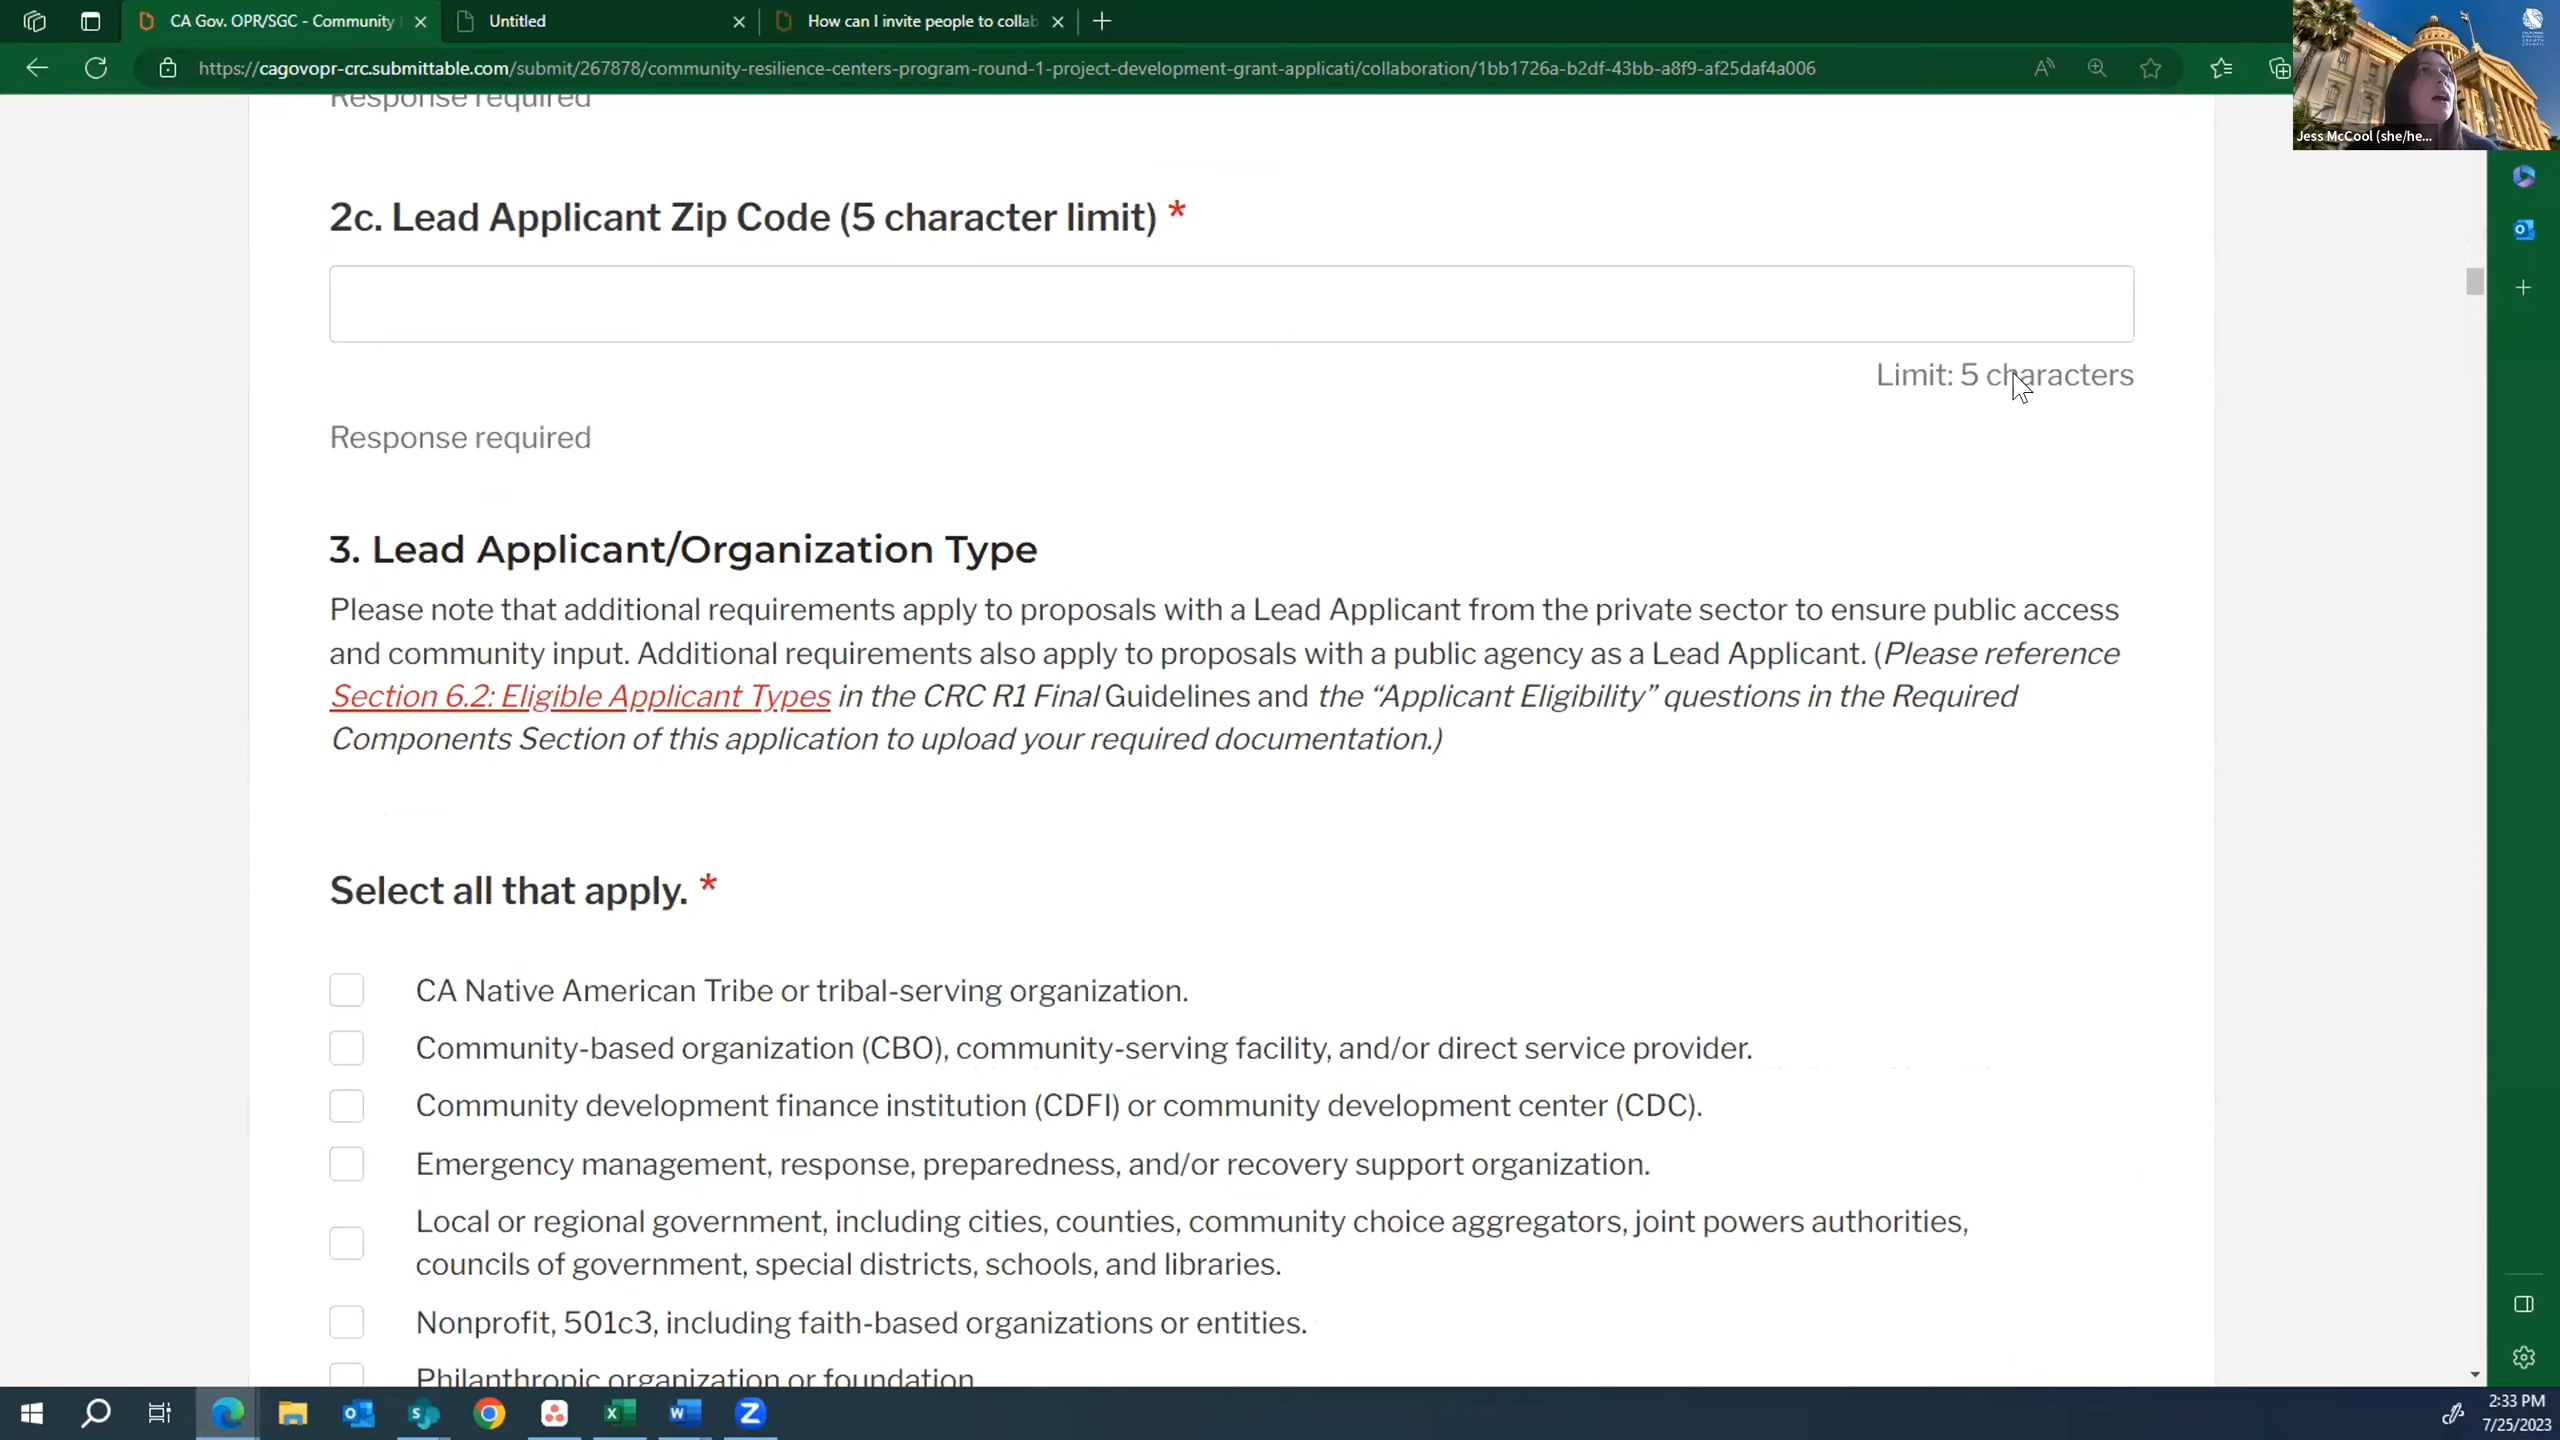 CA Gov. OPR/SGC - Community
Untitled
How can I invite people to collab
https://cagovopr-crc.submittable.com/submit/267878/community-resilience-centers-program-round-1-project-development-grant-applicati/collaboration/1bb1726a-b2df-43bb-a8f9-af25daf4a006
Jess McCool (she/he...
Response required
2c. Lead Applicant Zip Code (5 character limit) *
Limit: 5 characters
Response required
3. Lead Applicant/Organization Type
Please note that additional requirements apply to proposals with a Lead Applicant from the private sector to ensure public access
and community input. Additional requirements also apply to proposals with a public agency as a Lead Applicant. (Please reference
Section 6.2: Eligible Applicant Types in the CRC R1 Final Guidelines and the “Applicant Eligibility” questions in the Required
Components Section of this application to upload your required documentation.)
Select all that apply. *
CA Native American Tribe or tribal-serving organization.
Community-based organization (CBO), community-serving facility, and/or direct service provider.
Community development finance institution (CDFI) or community development center (CDC).
Emergency management, response, preparedness, and/or recovery support organization.
Local or regional government, including cities, counties, community choice aggregators, joint powers authorities,
councils of government, special districts, schools, and libraries.
Nonprofit, 501c3, including faith-based organizations or entities.
Philanthropic organization or foundation
2:33 PM
7/25/2023